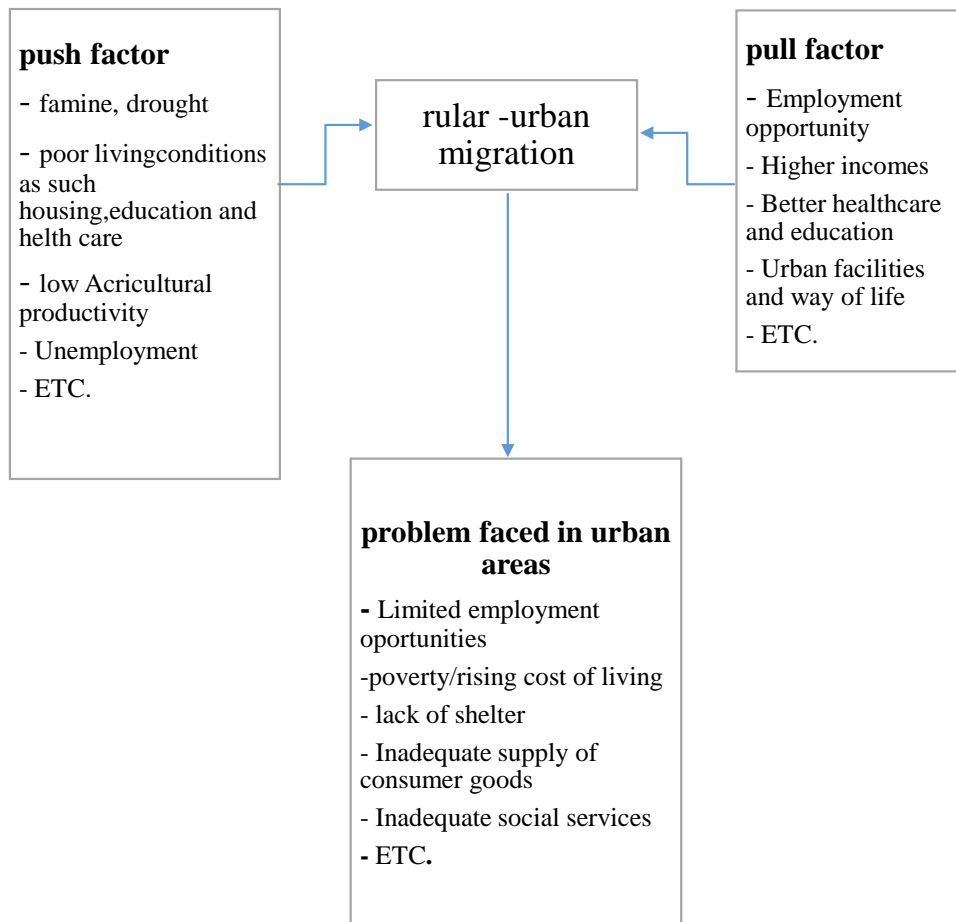 push factor
- famine, drought
- poor livingconditions
as such
housing,education and
helth care
- low Acricultural
productivity
- Unemployment
- ETC.
rular -urban
migration
pull factor
- Employment
opportunity
- Higher incomes
- Better healthcare
and education
- Urban facilities
and way of life
- ETC.
problem faced in urban
areas
- Limited employment
oportunities
-poverty/rising cost of living
- lack of shelter
- Inadequate supply of
consumer goods
- Inadequate social services
- ETC.